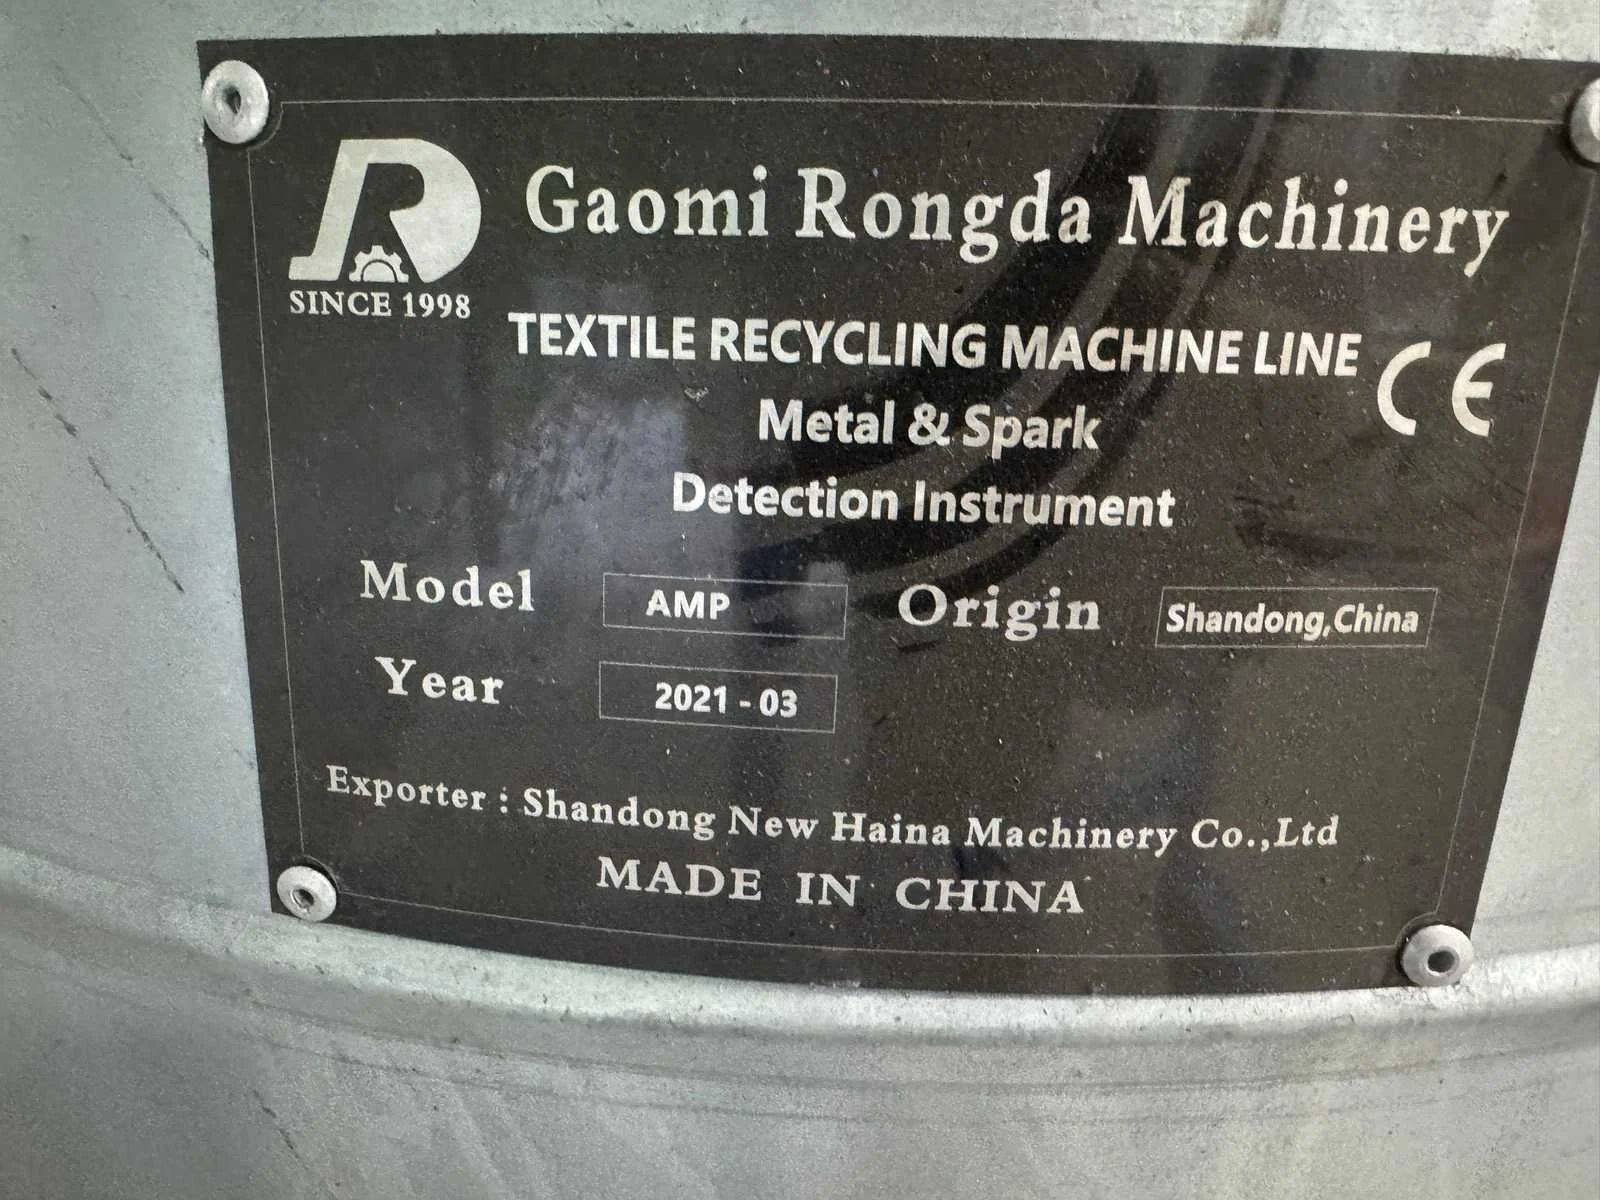 Gaomi Rongda Machinery
SINCE 1998
TEXTILE RECYCLING MACHINE LINE
CE
Metal & Spark
Detection Instrument
Model AMP Origin Shandong,China
Year 2021 - 03
Exporter : Shandong New Haina Machinery Co.,Ltd
MADE IN CHINA